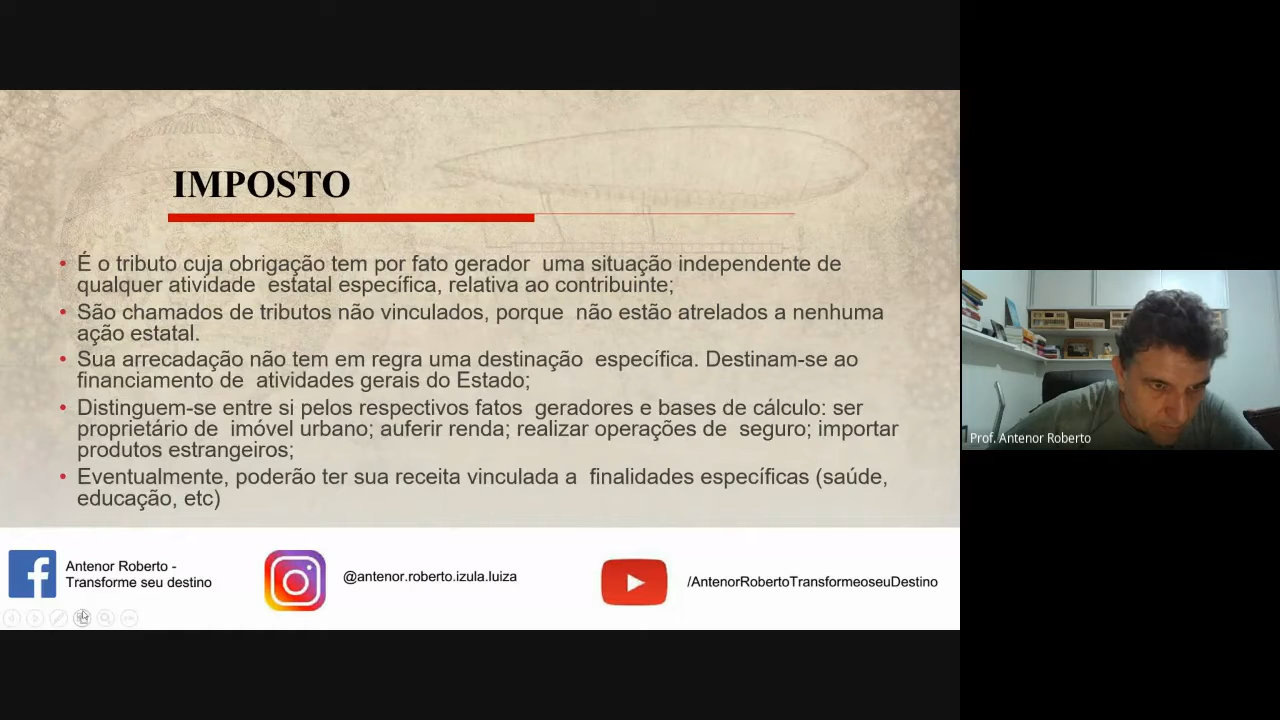 IMPOSTO
• É o tributo cuja obrigação tem por fato gerador uma situação independente de
qualquer atividade estatal específica, relativa ao contribuinte;
• São chamados de tributos não vinculados, porque não estão atrelados a nenhuma
ação estatal.
• Sua arrecadação não tem em regra uma destinação específica. Destinam-se ao
financiamento de atividades gerais do Estado;
• Distinguem-se entre si pelos respectivos fatos geradores e bases de cálculo: ser
proprietário de imóvel urbano; auferir renda; realizar operações de seguro; importar
produtos estrangeiros;
• Eventualmente, poderão ter sua receita vinculada a finalidades específicas (saúde,
educação, etc)
Antenor Roberto -
Transforme seu destino
@antenor.roberto.izula.luiza
/AntenorRobertoTransformeoseuDestino
Prof. Antenor Roberto